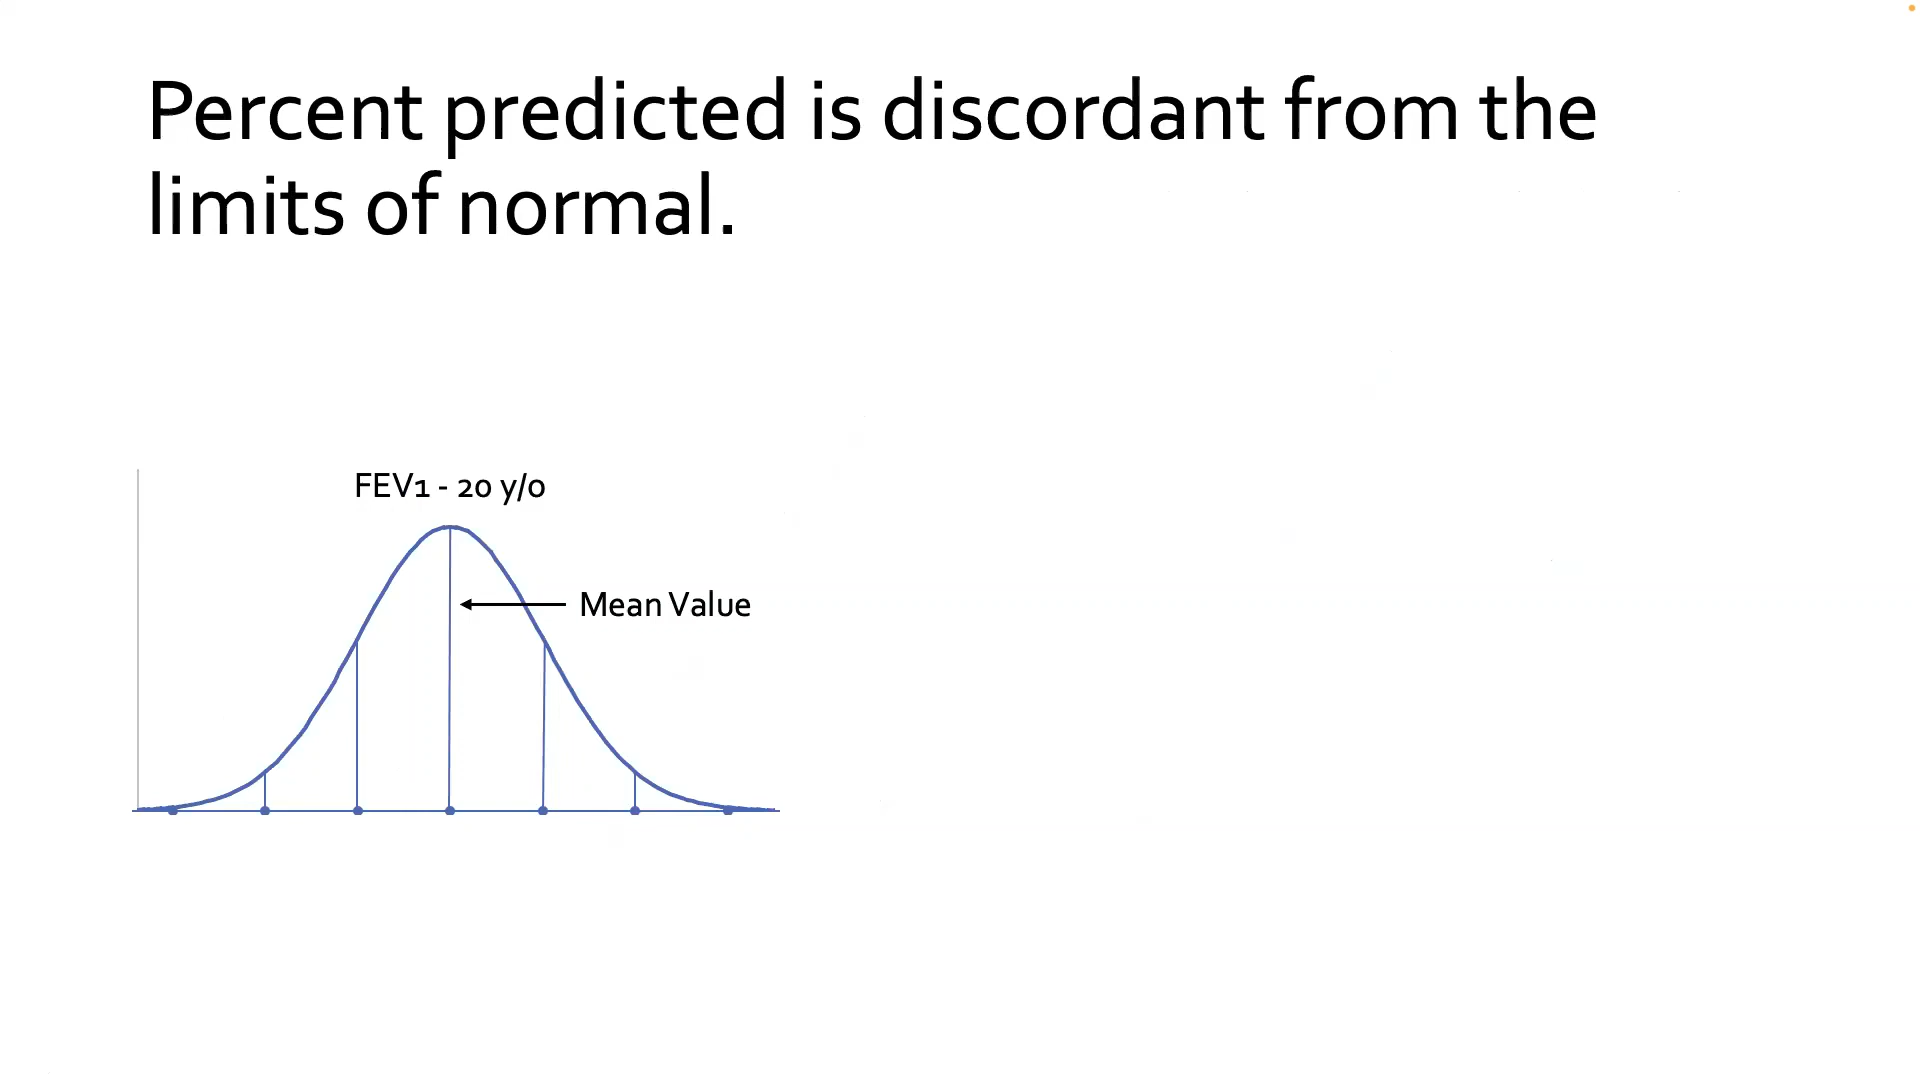 Percent predicted is discordant from the
limits of normal.
FEV1 - 20 y/o
Mean Value